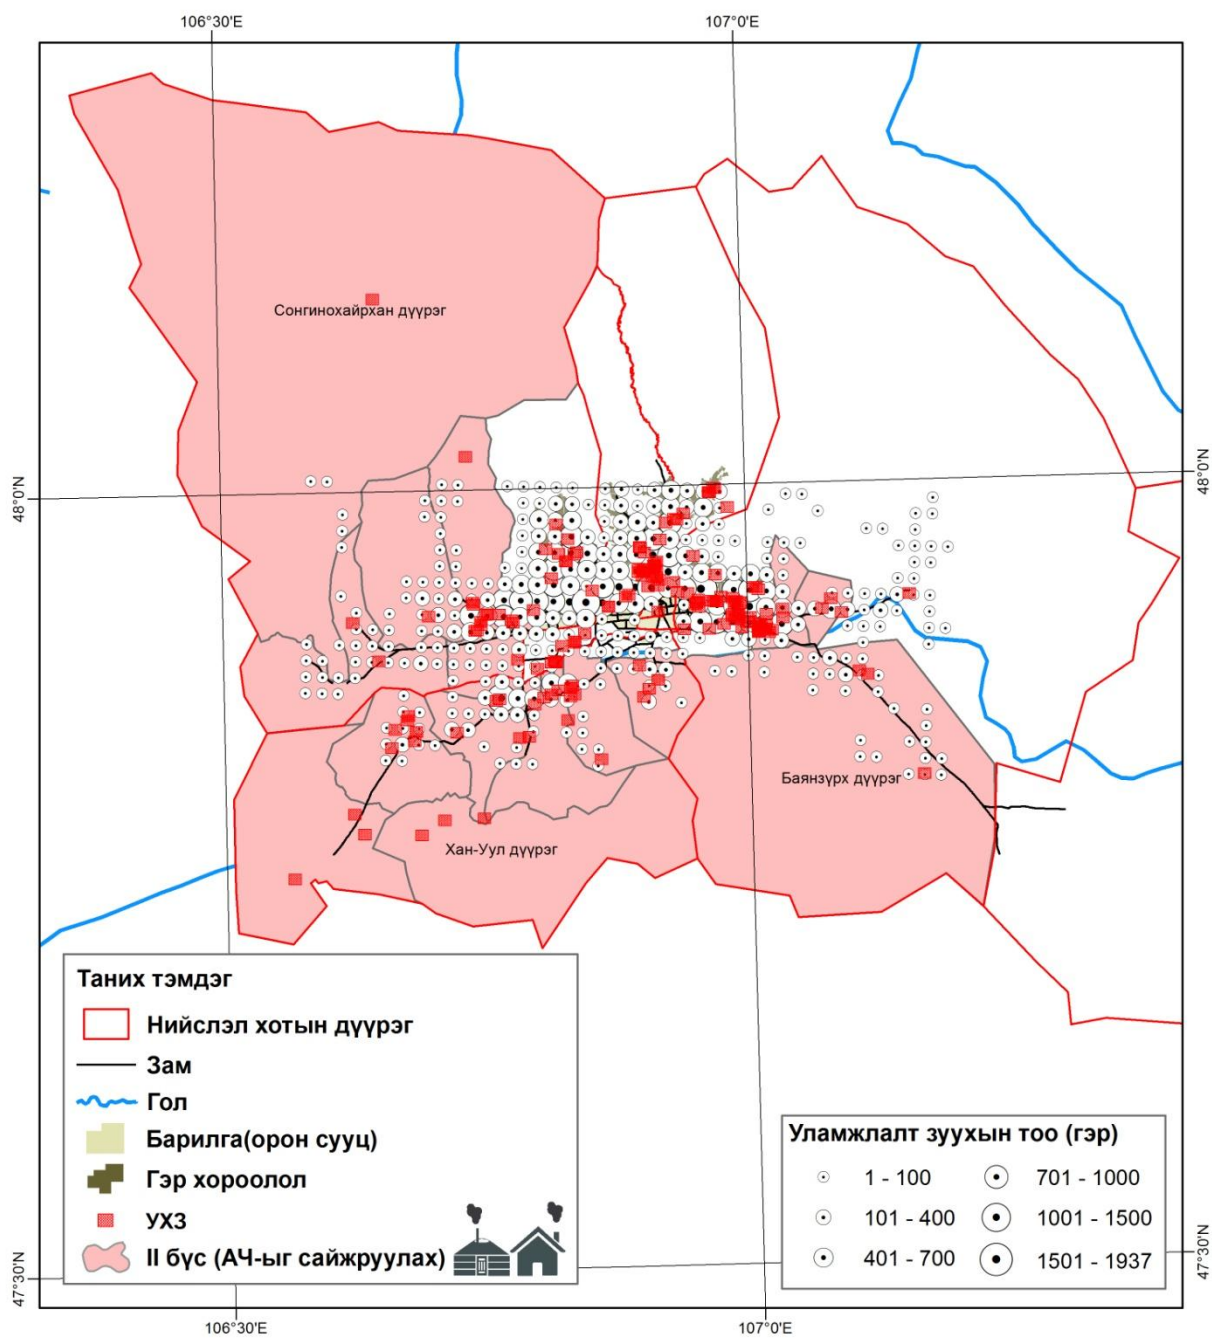 106°30'E
107°0'E
48°0'N
48°0'N
Сонгинохайрхан дүүрэг
Баянзүрх дүүрэг
Хан-Уул дүүрэг
Таних тэмдэг
Нийслэл хотын дүүрэг
Зам
Гол
Барилга(орон сууц)
Гэр хороолол
УХЗ
II бүс (АЧ-ыг сайжруулах)
Уламжлалт зуухын тоо (гэр)
1 - 100
701 - 1000
101 - 400
1001 - 1500
401 - 700
1501 - 1937
47°30'N
47°30'N
106°30'E
107°0'E